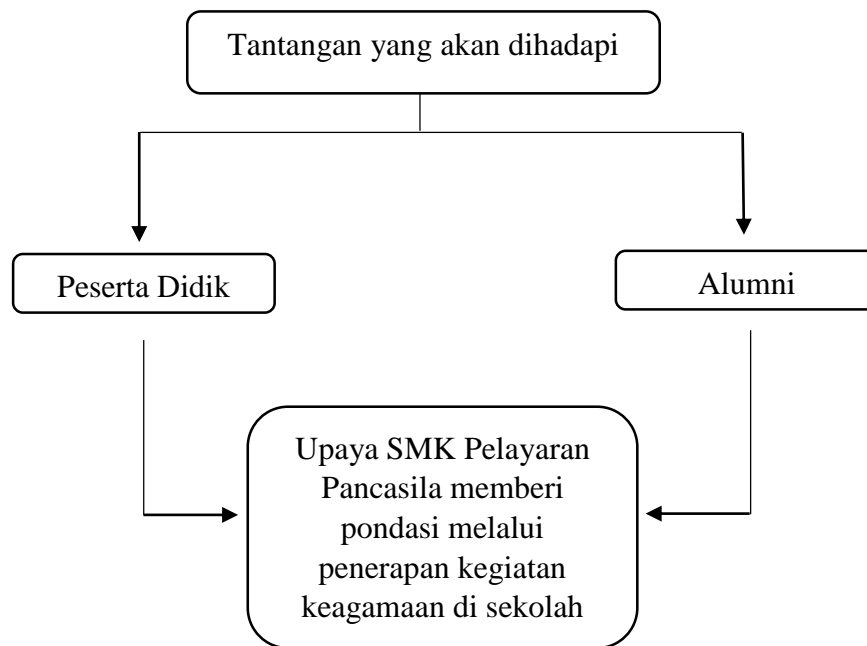 Tantangan yang akan dihadapi
Peserta Didik
Alumni
Upaya SMK Pelayaran
Pancasila memberi
pondasi melalui
penerapan kegiatan
keagamaan di sekolah